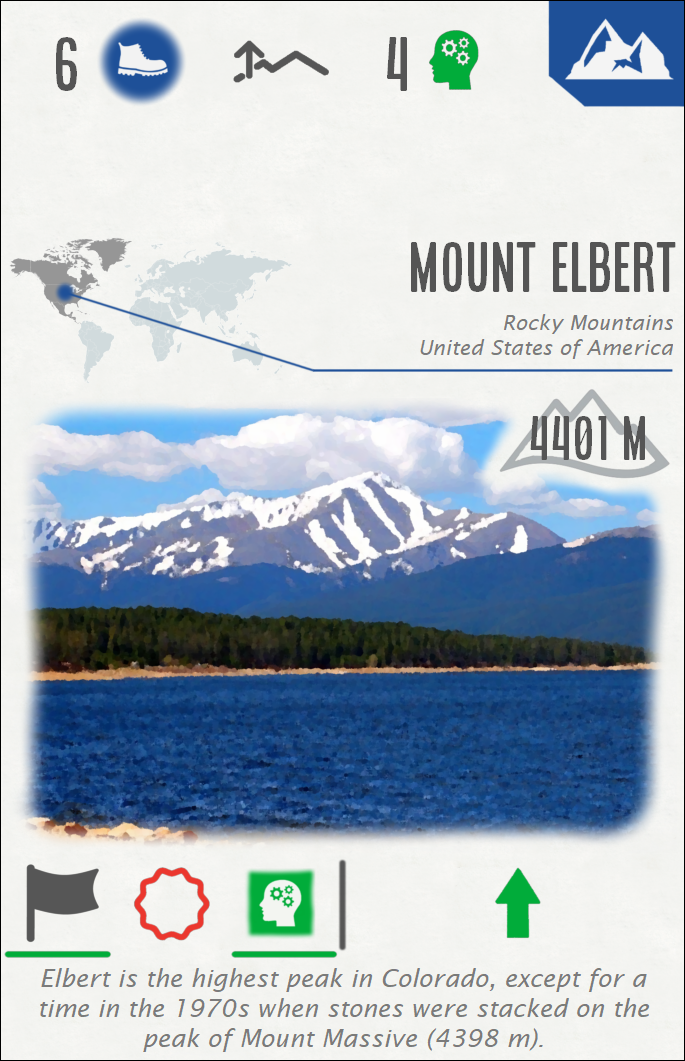 6 4
MOUNT ELBERT
Rocky Mountains
United States of America
4401 M
Elbert is the highest peak in Colorado, except for a
time in the 1970s when stones were stacked on the
peak of Mount Massive (4398 m).